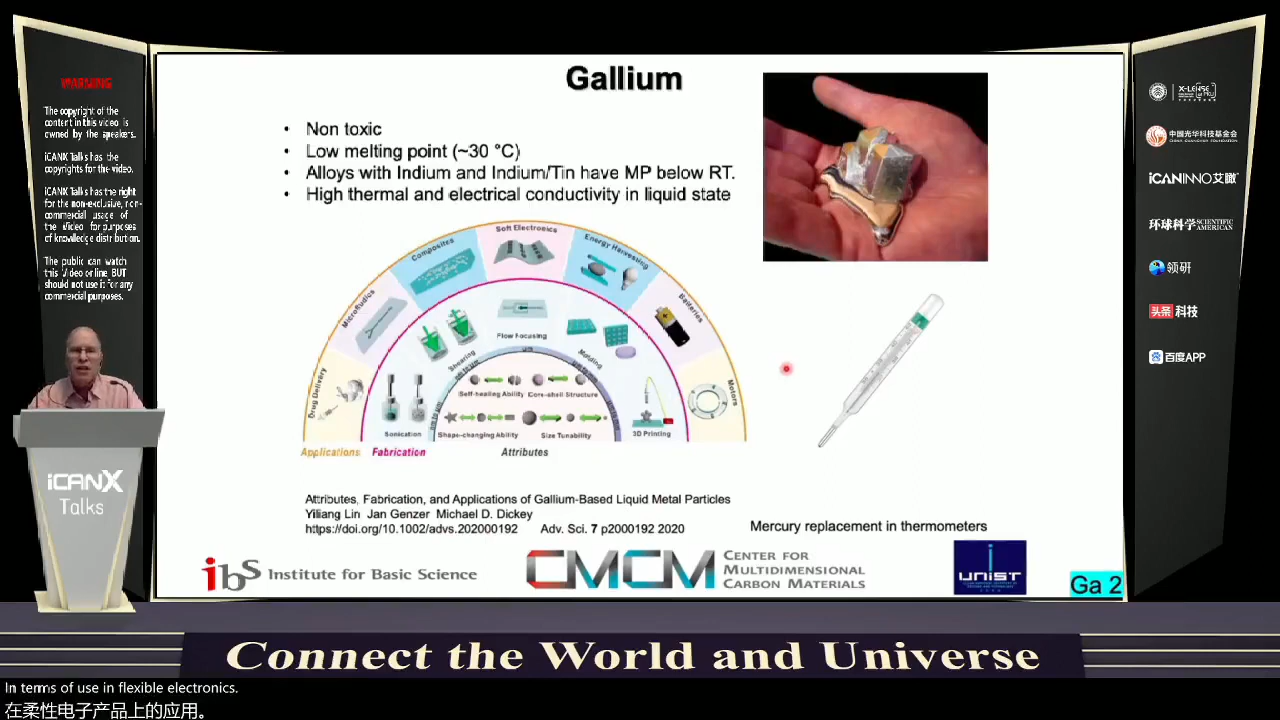 WARNING
The copyright of the
content in this video is
owned by the speakers.
iCANX Talks has the
copyrights for the video.
iCANX Talks has the right
for the non-exclusive, non-
commercial usage of
the Video for purposes
of knowledge distribution.
The public can watch
this Video online, BUT
should not use it for any
commercial purposes.
iCANX
Talks
Gallium
• Non toxic
• Low melting point (~30 °C)
• Alloys with Indium and Indium/Tin have MP below RT.
• High thermal and electrical conductivity in liquid state
Drug Delivery
Microfluidics
Composites
Soft Electronics
Energy Harvesting
Batteries
Motors
Sonication
Shearing
Flow Focusing
Molding
3D Printing
Self-healing Ability
Core-shell Structure
Shape-changing Ability
Size Tunability
Applications
Fabrication
Attributes
Attributes, Fabrication, and Applications of Gallium-Based Liquid Metal Particles
Yiliang Lin Jan Genzer Michael D. Dickey
https://doi.org/10.1002/advs.202000192 Adv. Sci. 7 p2000192 2020
Mercury replacement in thermometers
ibs Institute for Basic Science
CMCM
CENTER FOR
MULTIDIMENSIONAL
CARBON MATERIALS
UNIST
Ga 2
中国光华科技基金会
iCANINNO艾瞰
环球科学 SCIENTIFIC
AMERICAN
领研
头条 科技
百度APP
Connect the World and Universe
In terms of use in flexible electronics.
在柔性电子产品上的应用。